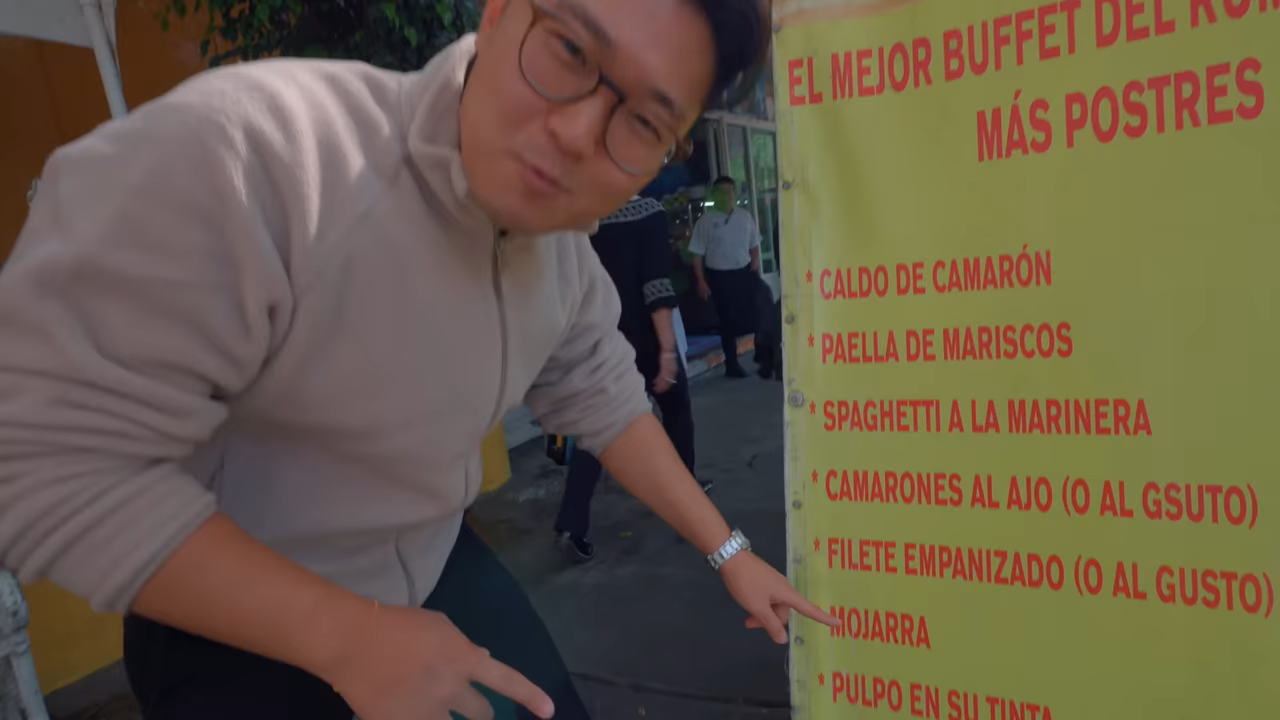 EL MEJOR BUFFET DEL
MÁS POSTRES
* CALDO DE CAMARÓN
* PAELLA DE MARISCOS
* SPAGHETTI A LA MARINERA
* CAMARONES AL AJO (O AL GSUTO)
* FILETE EMPANIZADO (O AL GUSTO)
MOJARRA
* PULPO EN SU TINTA